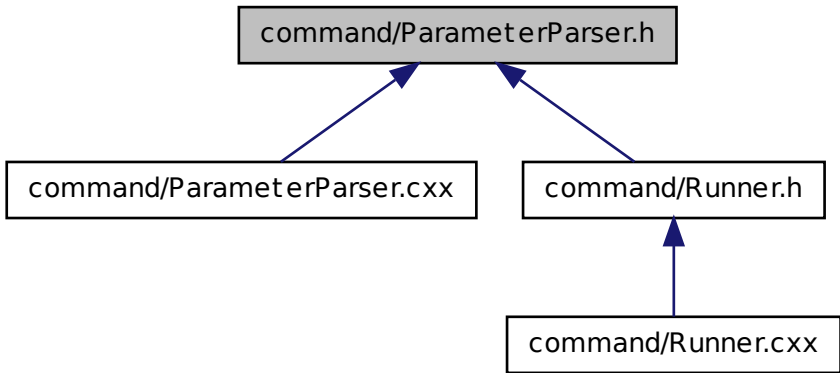 command/ParameterParser.h
command/ParameterParser.cxx
command/Runner.h
command/Runner.cxx